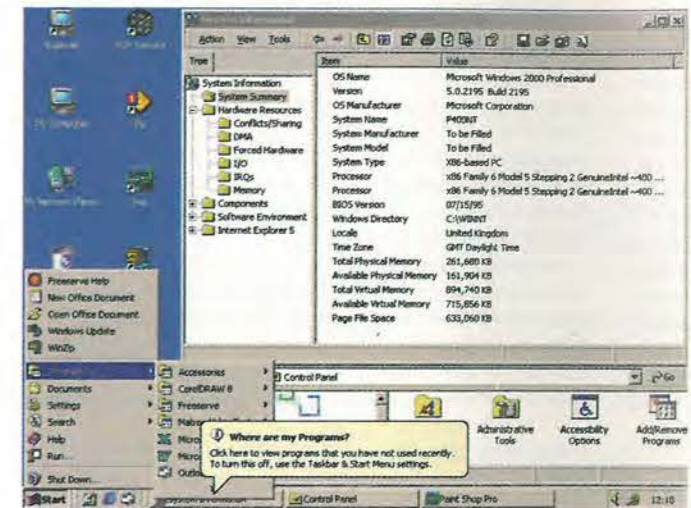 Action View Tools
Tree
Item Value
System Information
System Summary
Hardware Resources
Conflicts/Sharing
DMA
Forced Hardware
I/O
IRQs
Memory
Components
Software Environment
Internet Explorer 5
OS Name Microsoft Windows 2000 Professional
Version 5.0.2195 Build 2195
OS Manufacturer Microsoft Corporation
System Name P400NT
System Manufacturer To be Filled
System Model To be Filled
System Type X86-based PC
Processor x86 Family 6 Model 5 Stepping 2 GenuineIntel ~400 ...
Processor x86 Family 6 Model 5 Stepping 2 GenuineIntel ~400 ...
BIOS Version 07/15/95
Windows Directory C:\WINNT
Locale United Kingdom
Time Zone GMT Daylight Time
Total Physical Memory 261,680 KB
Available Physical Memory 161,904 KB
Total Virtual Memory 894,740 KB
Available Virtual Memory 715,856 KB
Page File Space 633,060 KB
Freeserve Help
New Office Document
Open Office Document
Windows Update
WinZip
Documents
Settings
Search
Help
Run...
Shut Down...
Accessories
CorelDRAW 8
Freeserve
Micro
Micro
Outlo
Control Panel
Go
Administrative Tools
Accessibility Options
Add/Remove Programs
Where are my Programs?
Click here to view programs that you have not used recently.
To turn this off, use the Taskbar & Start Menu settings.
Start
Control Panel
Paint Shop Pro
12:18